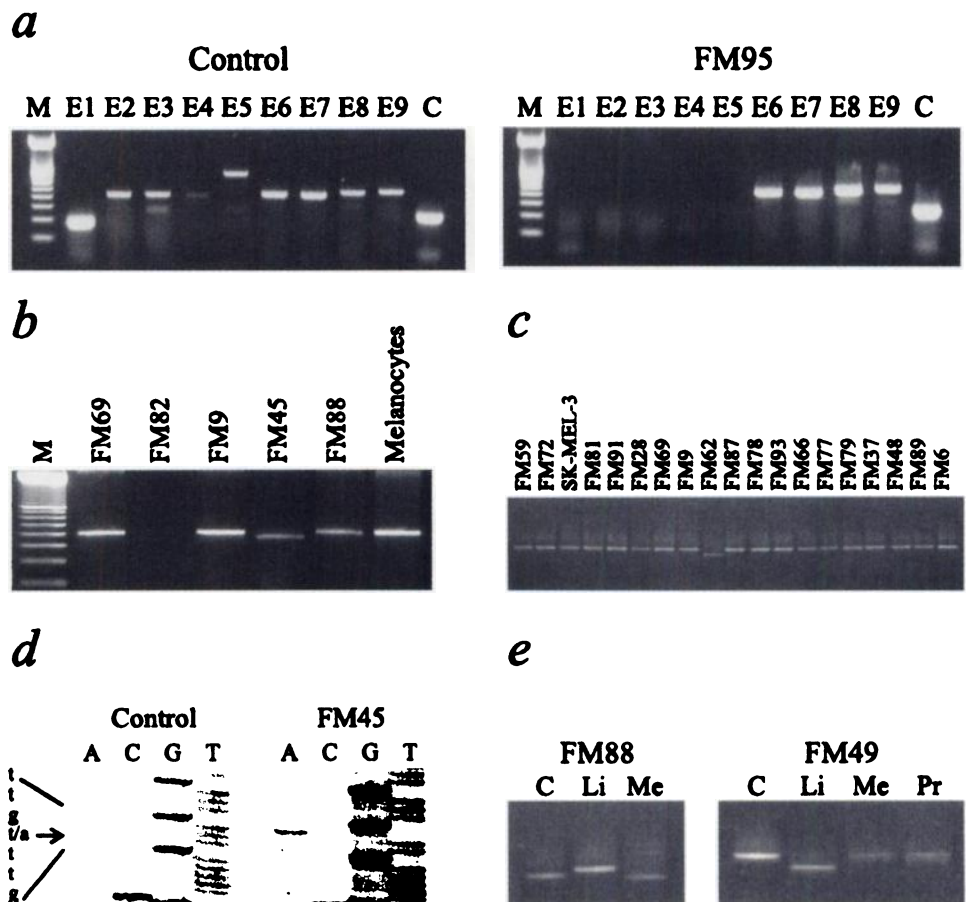 a
Control
FM95
M E1 E2 E3 E4 E5 E6 E7 E8 E9 C
M E1 E2 E3 E4 E5 E6 E7 E8 E9 C
b
M
FM69
FM82
FM9
FM45
FM88
Melanocytes
c
FM59
FM72
SK-MEL-3
FM81
FM91
FM28
FM69
FM9
FM62
FM87
FM78
FM93
FM66
FM77
FM79
FM37
FM48
FM89
FM6
d
Control
FM45
A C G T
A C G T
t
t
g
t/a
t
t
g
e
FM88
FM49
C Li Me
C Li Me Pr